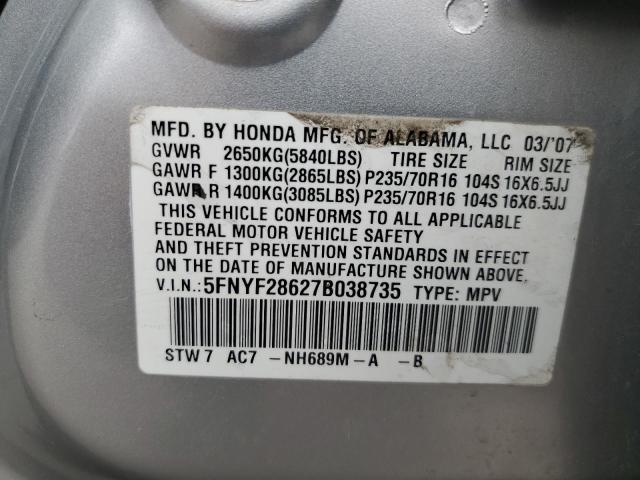 MFD. BY HONDA MFG. OF ALABAMA, LLC 03/'07
GVWR 2650KG(5840LBS) TIRE SIZE RIM SIZE
GAWR F 1300KG(2865LBS) P235/70R16 104S 16X6.5JJ
GAWR R 1400KG(3085LBS) P235/70R16 104S 16X6.5JJ
THIS VEHICLE CONFORMS TO ALL APPLICABLE
FEDERAL MOTOR VEHICLE SAFETY
AND THEFT PREVENTION STANDARDS IN EFFECT
ON THE DATE OF MANUFACTURE SHOWN ABOVE.
V.I.N.: 5FNYF28627B038735 TYPE: MPV
STW 7 AC7 -NH689M-A -B